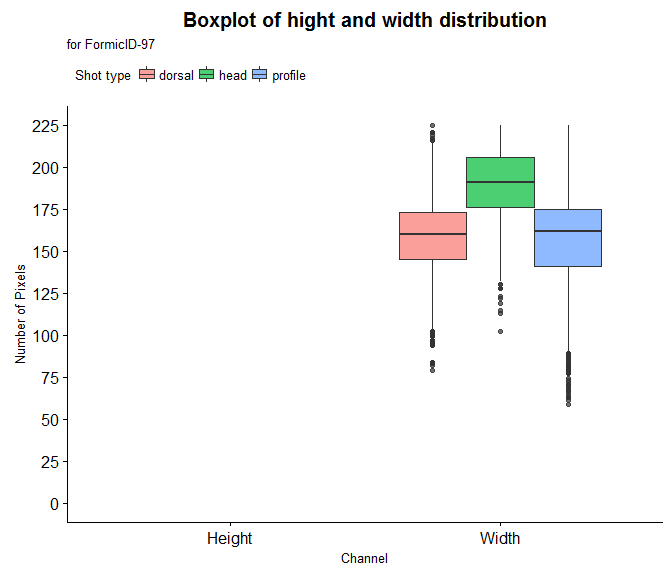 Boxplot of hight and width distribution
for FormicID-97
Shot type dorsal head profile
Number of Pixels
225
200
175
150
125
100
75
50
25
0
Height Width
Channel